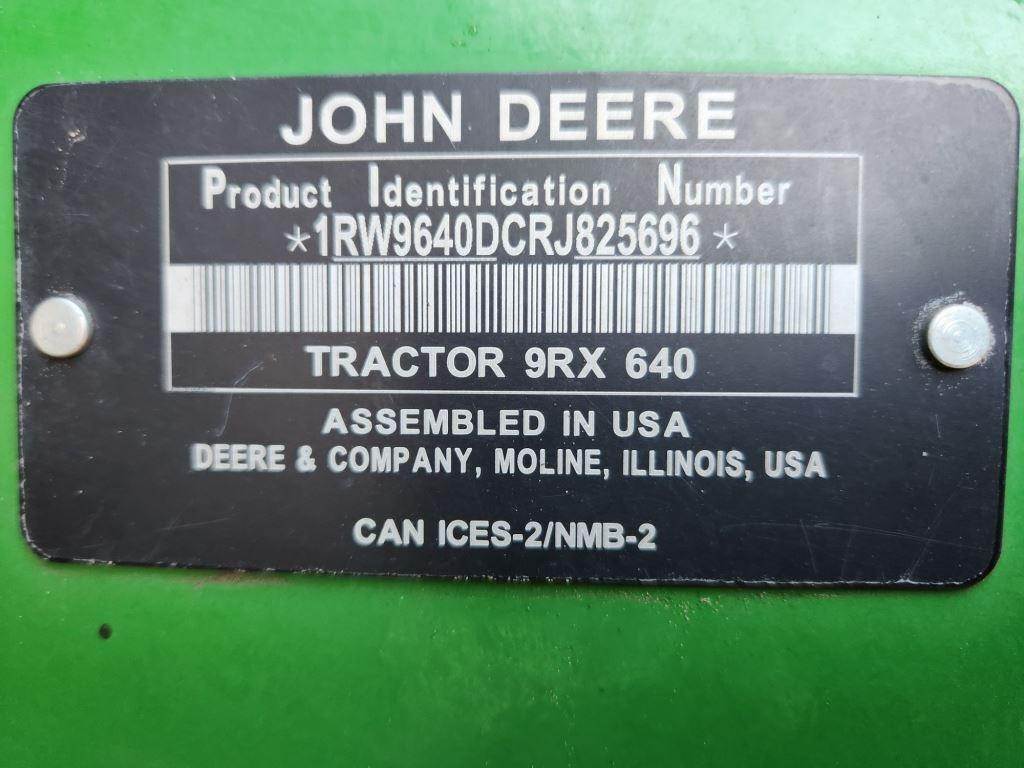 JOHN DEERE
Product Identification Number
*1RW9640DCRJ825696*
TRACTOR 9RX 640
ASSEMBLED IN USA
DEERE & COMPANY, MOLINE, ILLINOIS, USA
CAN ICES-2/NMB-2